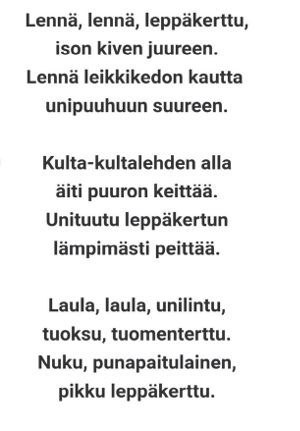 Lennä, lennä, leppäkerttu,
ison kiven juureen.
Lennä leikkikedon kautta
unipuuhuun suureen.

Kulta-kultalehden alla
äiti puuron keittää.
Unituutu leppäkertun
lämpimästi peittää.

Laula, laula, unilintu,
tuoksu, tuomenterttu.
Nuku, punapaitulainen,
pikku leppäkerttu.